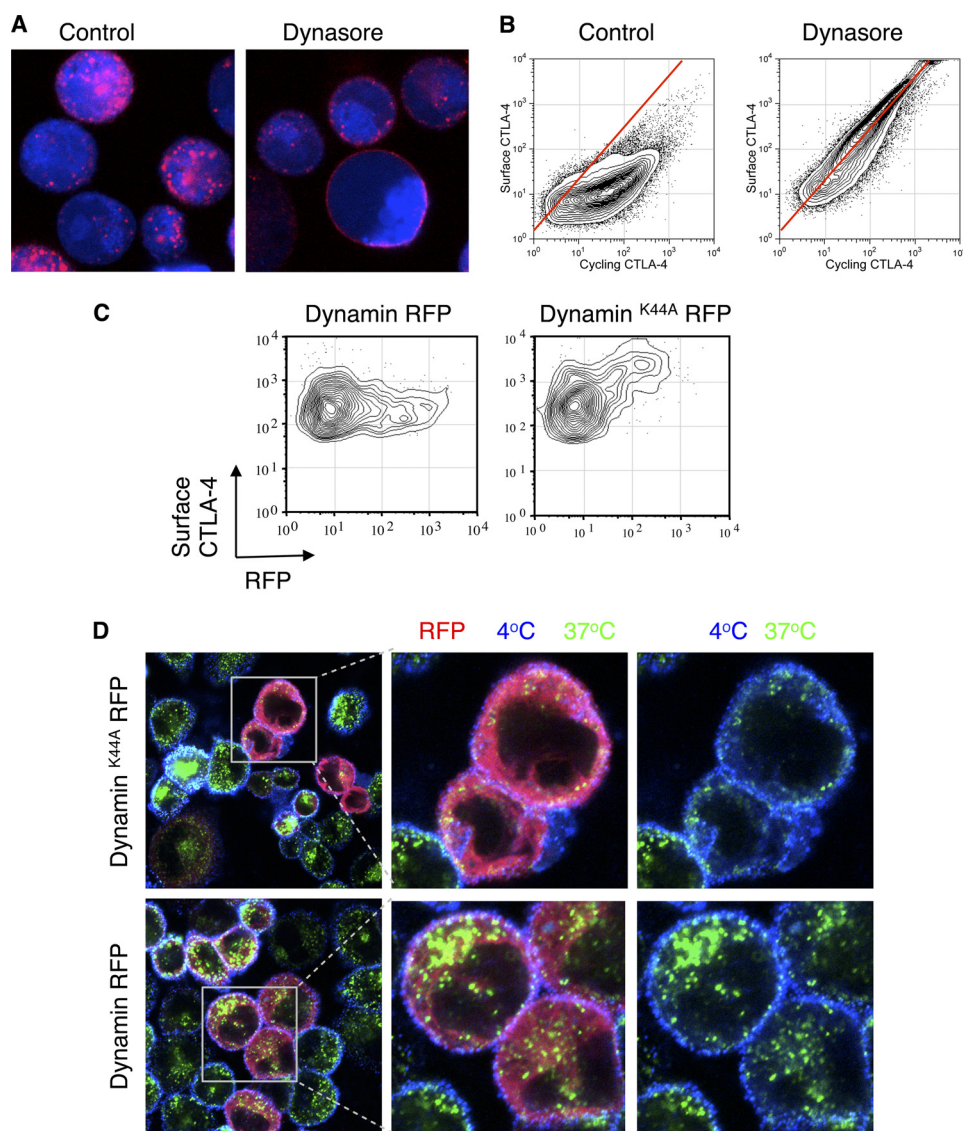 A
Control
Dynasore
B
Control
Dynasore
Surface CTLA-4
10⁴
10³
10²
10¹
10⁰
10⁰ 10¹ 10² 10³ 10⁴
Cycling CTLA-4
Surface CTLA-4
10⁴
10³
10²
10¹
10⁰
10⁰ 10¹ 10² 10³ 10⁴
Cycling CTLA-4
C
Dynamin RFP
Dynamin ᴷ⁴⁴ᴬ RFP
10⁴
10³
10²
10¹
10⁰
10⁰ 10¹ 10² 10³ 10⁴
10⁴
10³
10²
10¹
10⁰
10⁰ 10¹ 10² 10³ 10⁴
Surface
CTLA-4
RFP
D
RFP 4°C 37°C
4°C 37°C
Dynamin ᴷ⁴⁴ᴬ RFP
Dynamin RFP